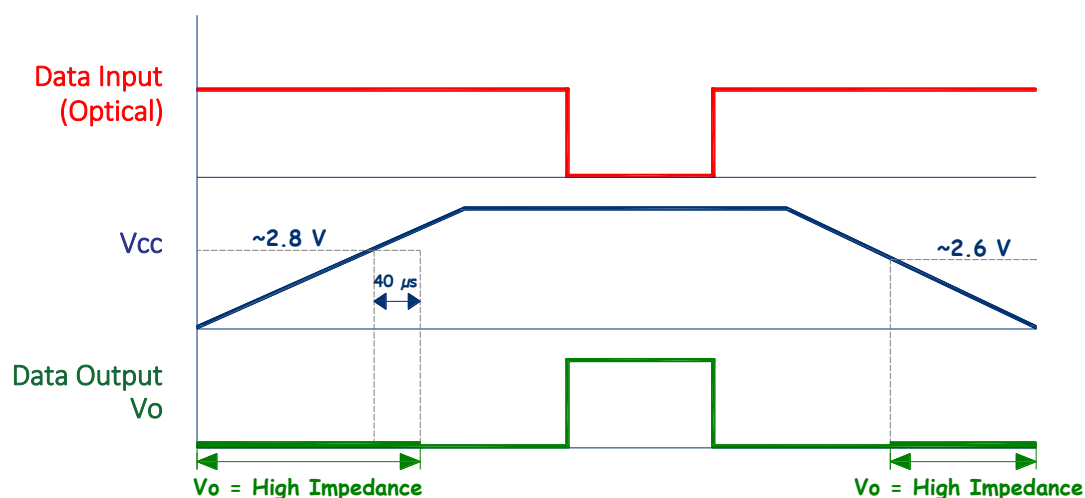 Data Input
(Optical)
Vcc
~2.8 V
~2.6 V
40 µs
Data Output
Vo
Vo = High Impedance
Vo = High Impedance